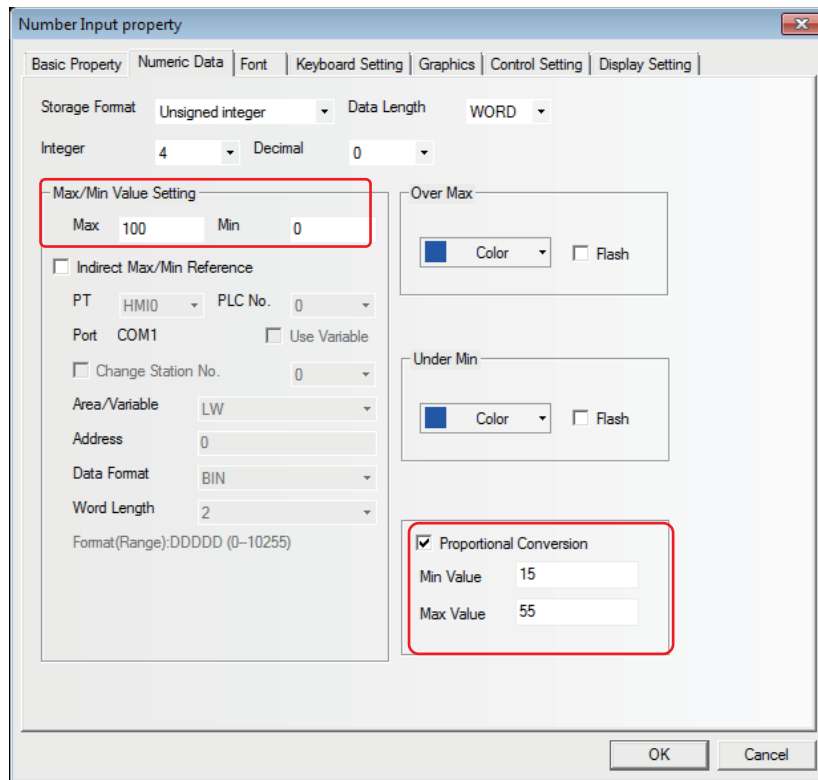 Number Input property
Basic Property Numeric Data Font Keyboard Setting Graphics Control Setting Display Setting
Storage Format Unsigned integer Data Length WORD
Integer 4 Decimal 0
Max/Min Value Setting
Max 100 Min 0
Indirect Max/Min Reference
PT HMI0 PLC No. 0
Port COM1 Use Variable
Change Station No. 0
Area/Variable LW
Address 0
Data Format BIN
Word Length 2
Format(Range):DDDDD (0--10255)
Over Max
Color Flash
Under Min
Color Flash
Proportional Conversion
Min Value 15
Max Value 55
OK Cancel